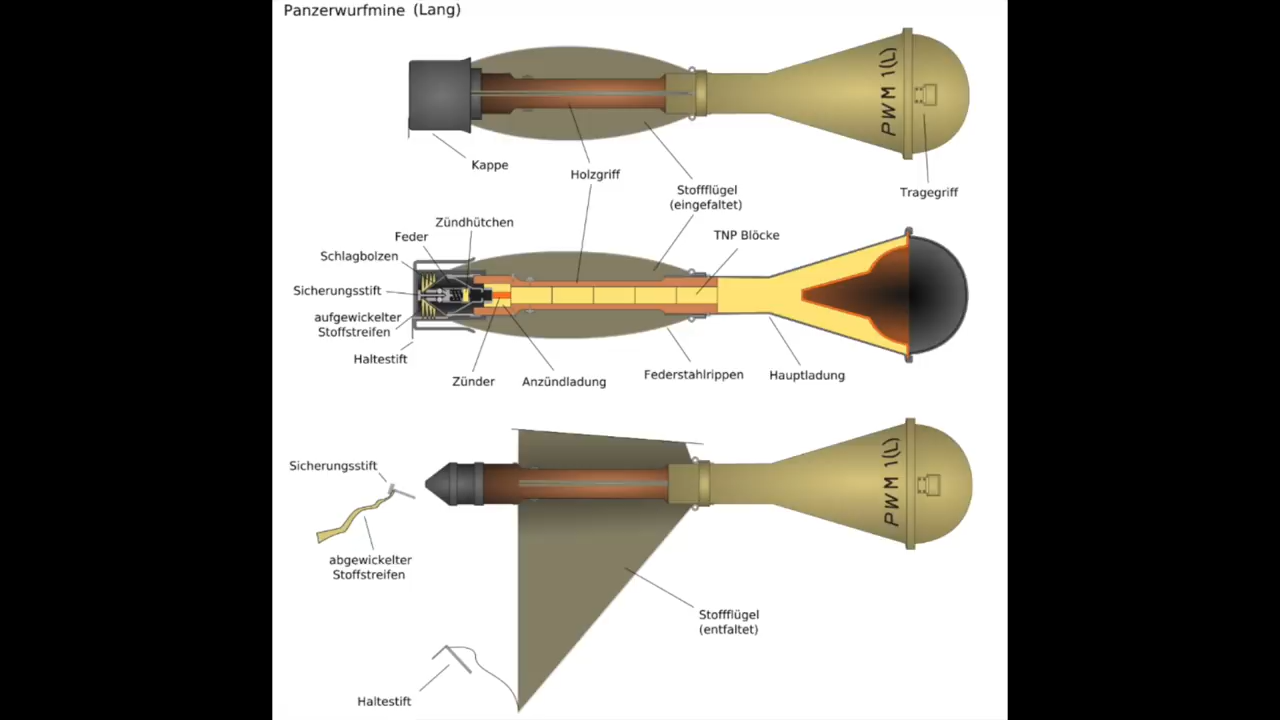 Panzerwurfmine (Lang)
PWM 1(L)
Kappe
Holzgriff
Stoffflügel
(eingefaltet)
Tragegriff
Zündhütchen
Feder
TNP Blöcke
Schlagbolzen
Sicherungsstift
aufgewickelter
Stoffstreifen
Haltestift
Zünder
Anzündladung
Federstahlrippen
Hauptladung
Sicherungsstift
PWM 1(L)
abgewickelter
Stoffstreifen
Stoffflügel
(entfaltet)
Haltestift